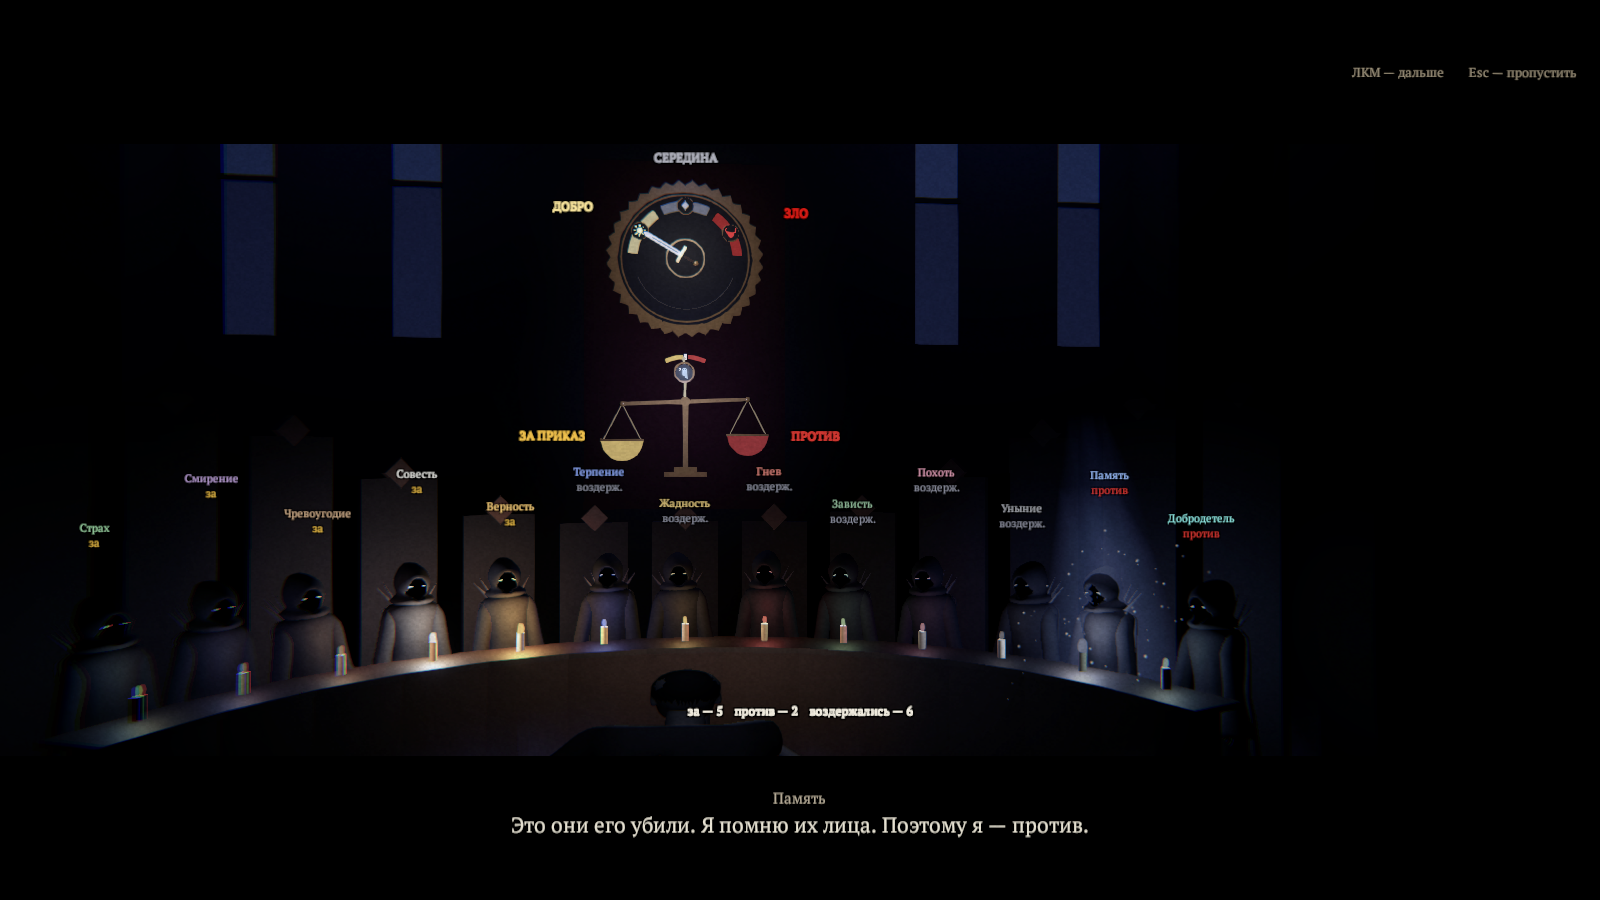 ЛКМ — дальше Esc — пропустить
СЕРЕДИНА
ДОБРО
ЗЛО
ЗА ПРИКАЗ
ПРОТИВ
Страх
за
Смирение
за
Чревоугодие
за
Совесть
за
Верность
за
Терпение
воздерж.
Жадность
воздерж.
Гнев
воздерж.
Зависть
воздерж.
Похоть
воздерж.
Уныние
воздерж.
Память
против
Добродетель
против
за — 5 против — 2 воздержались — 6
Память
Это они его убили. Я помню их лица. Поэтому я — против.